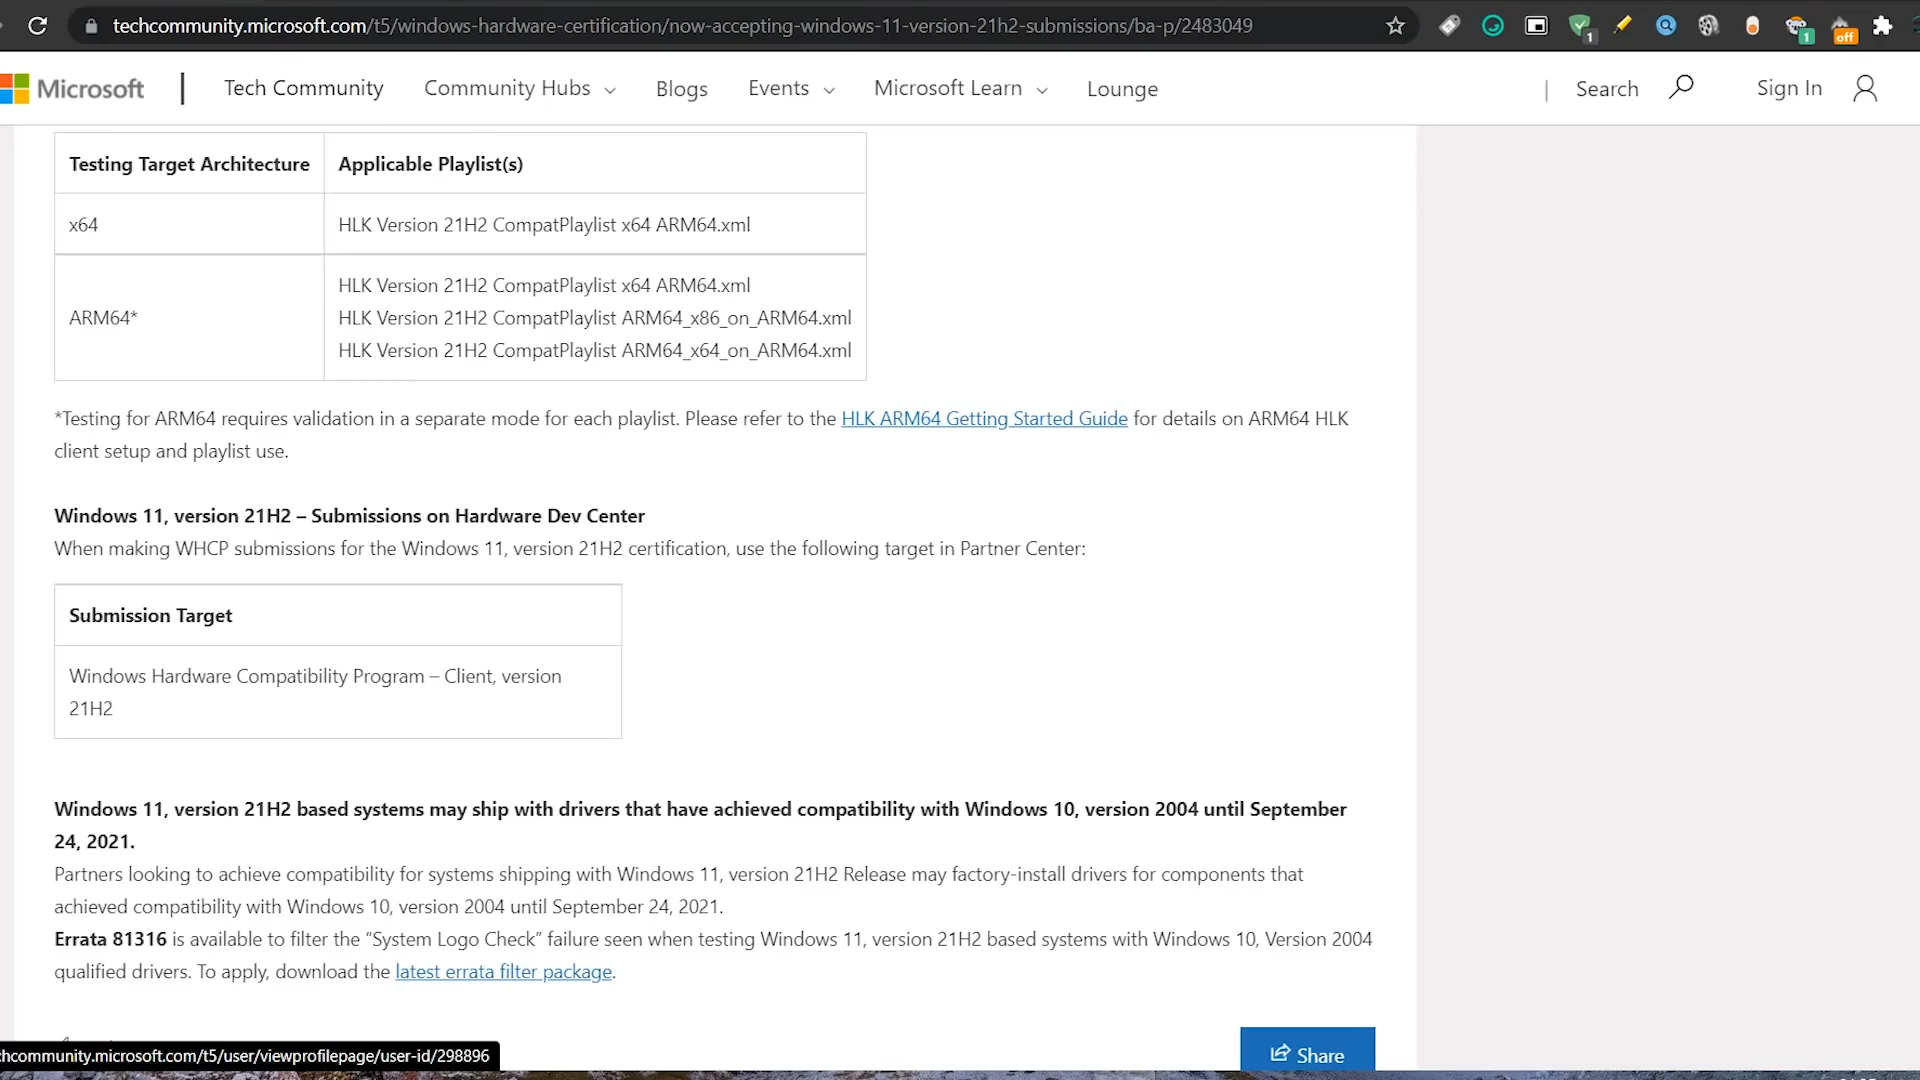 techcommunity.microsoft.com/t5/windows-hardware-certification/now-accepting-windows-11-version-21h2-submissions/ba-p/2483049
1
1
off
Microsoft | Tech Community Community Hubs Blogs Events Microsoft Learn Lounge | Search Sign In
Testing Target Architecture Applicable Playlist(s)
x64 HLK Version 21H2 CompatPlaylist x64 ARM64.xml
HLK Version 21H2 CompatPlaylist x64 ARM64.xml
ARM64* HLK Version 21H2 CompatPlaylist ARM64_x86_on_ARM64.xml
HLK Version 21H2 CompatPlaylist ARM64_x64_on_ARM64.xml
*Testing for ARM64 requires validation in a separate mode for each playlist. Please refer to the HLK ARM64 Getting Started Guide for details on ARM64 HLK
client setup and playlist use.
Windows 11, version 21H2 – Submissions on Hardware Dev Center
When making WHCP submissions for the Windows 11, version 21H2 certification, use the following target in Partner Center:
Submission Target
Windows Hardware Compatibility Program – Client, version
21H2
Windows 11, version 21H2 based systems may ship with drivers that have achieved compatibility with Windows 10, version 2004 until September
24, 2021.
Partners looking to achieve compatibility for systems shipping with Windows 11, version 21H2 Release may factory-install drivers for components that
achieved compatibility with Windows 10, version 2004 until September 24, 2021.
Errata 81316 is available to filter the “System Logo Check” failure seen when testing Windows 11, version 21H2 based systems with Windows 10, Version 2004
qualified drivers. To apply, download the latest errata filter package.
Share
chcommunity.microsoft.com/t5/user/viewprofilepage/user-id/298896